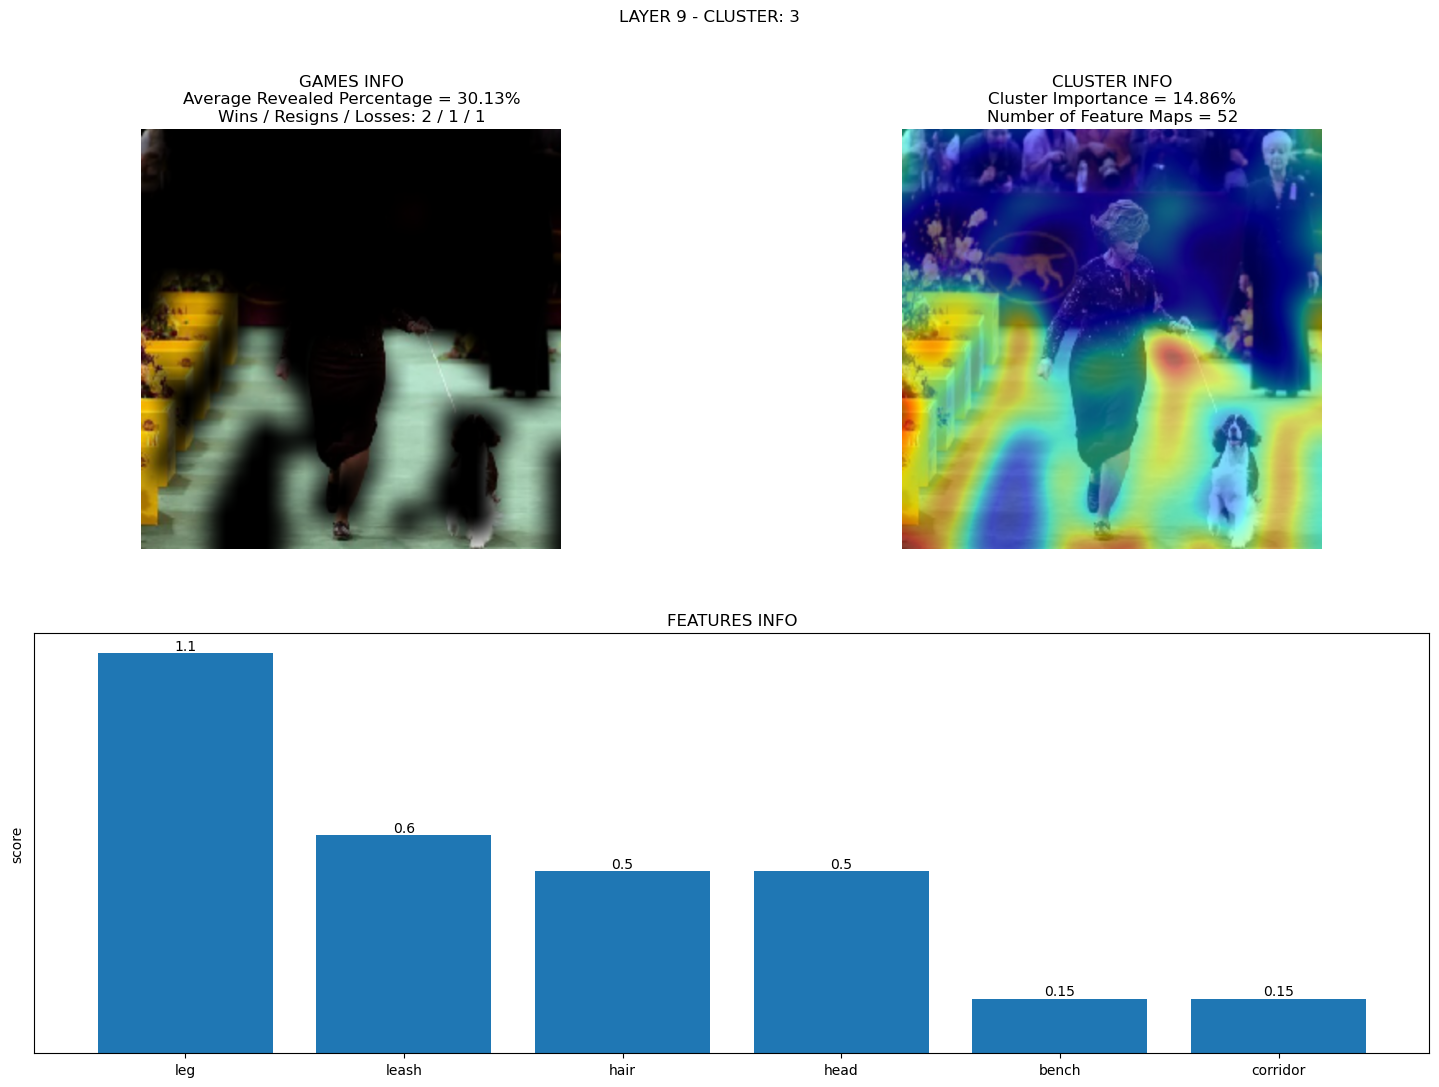 LAYER 9 - CLUSTER: 3
GAMES INFO
Average Revealed Percentage = 30.13%
Wins / Resigns / Losses: 2 / 1 / 1
CLUSTER INFO
Cluster Importance = 14.86%
Number of Feature Maps = 52
FEATURES INFO
score
1.1
0.6
0.5
0.5
0.15
0.15
leg
leash
hair
head
bench
corridor